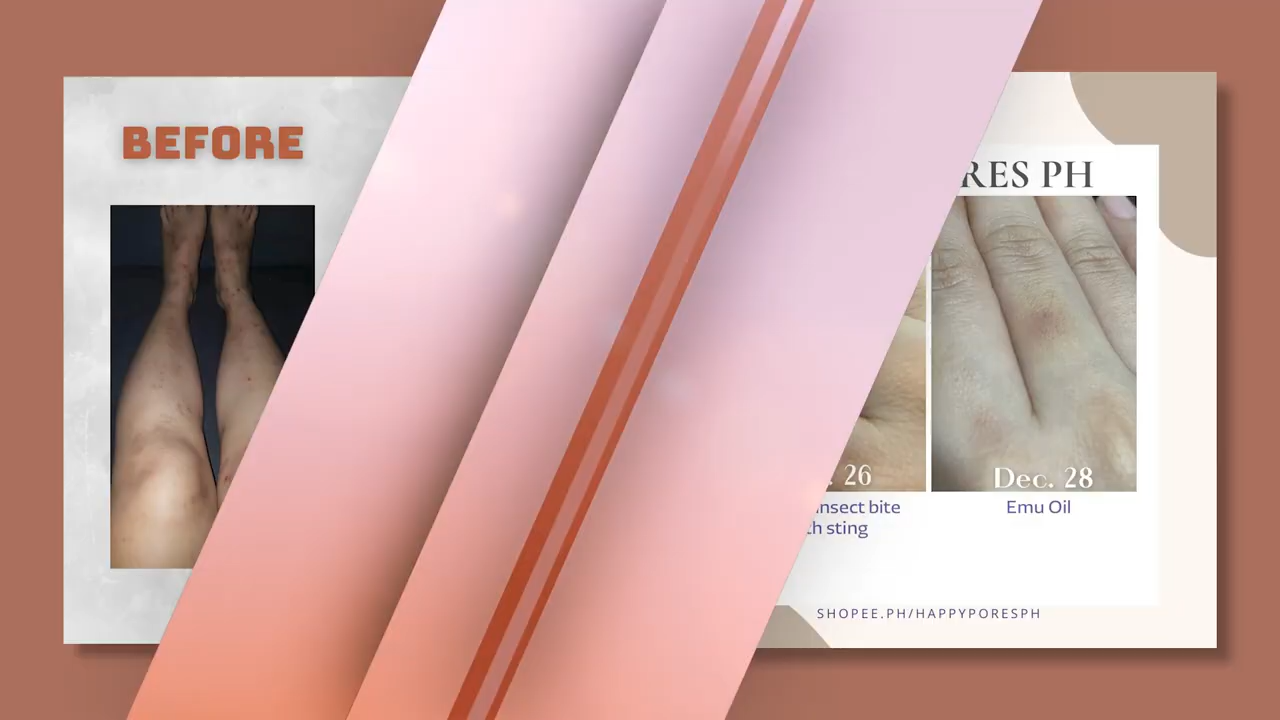 BEFORE
RES PH
. 26
Dec. 28
insect bite
th sting
Emu Oil
SHOPEE.PH/HAPPYPORESPH